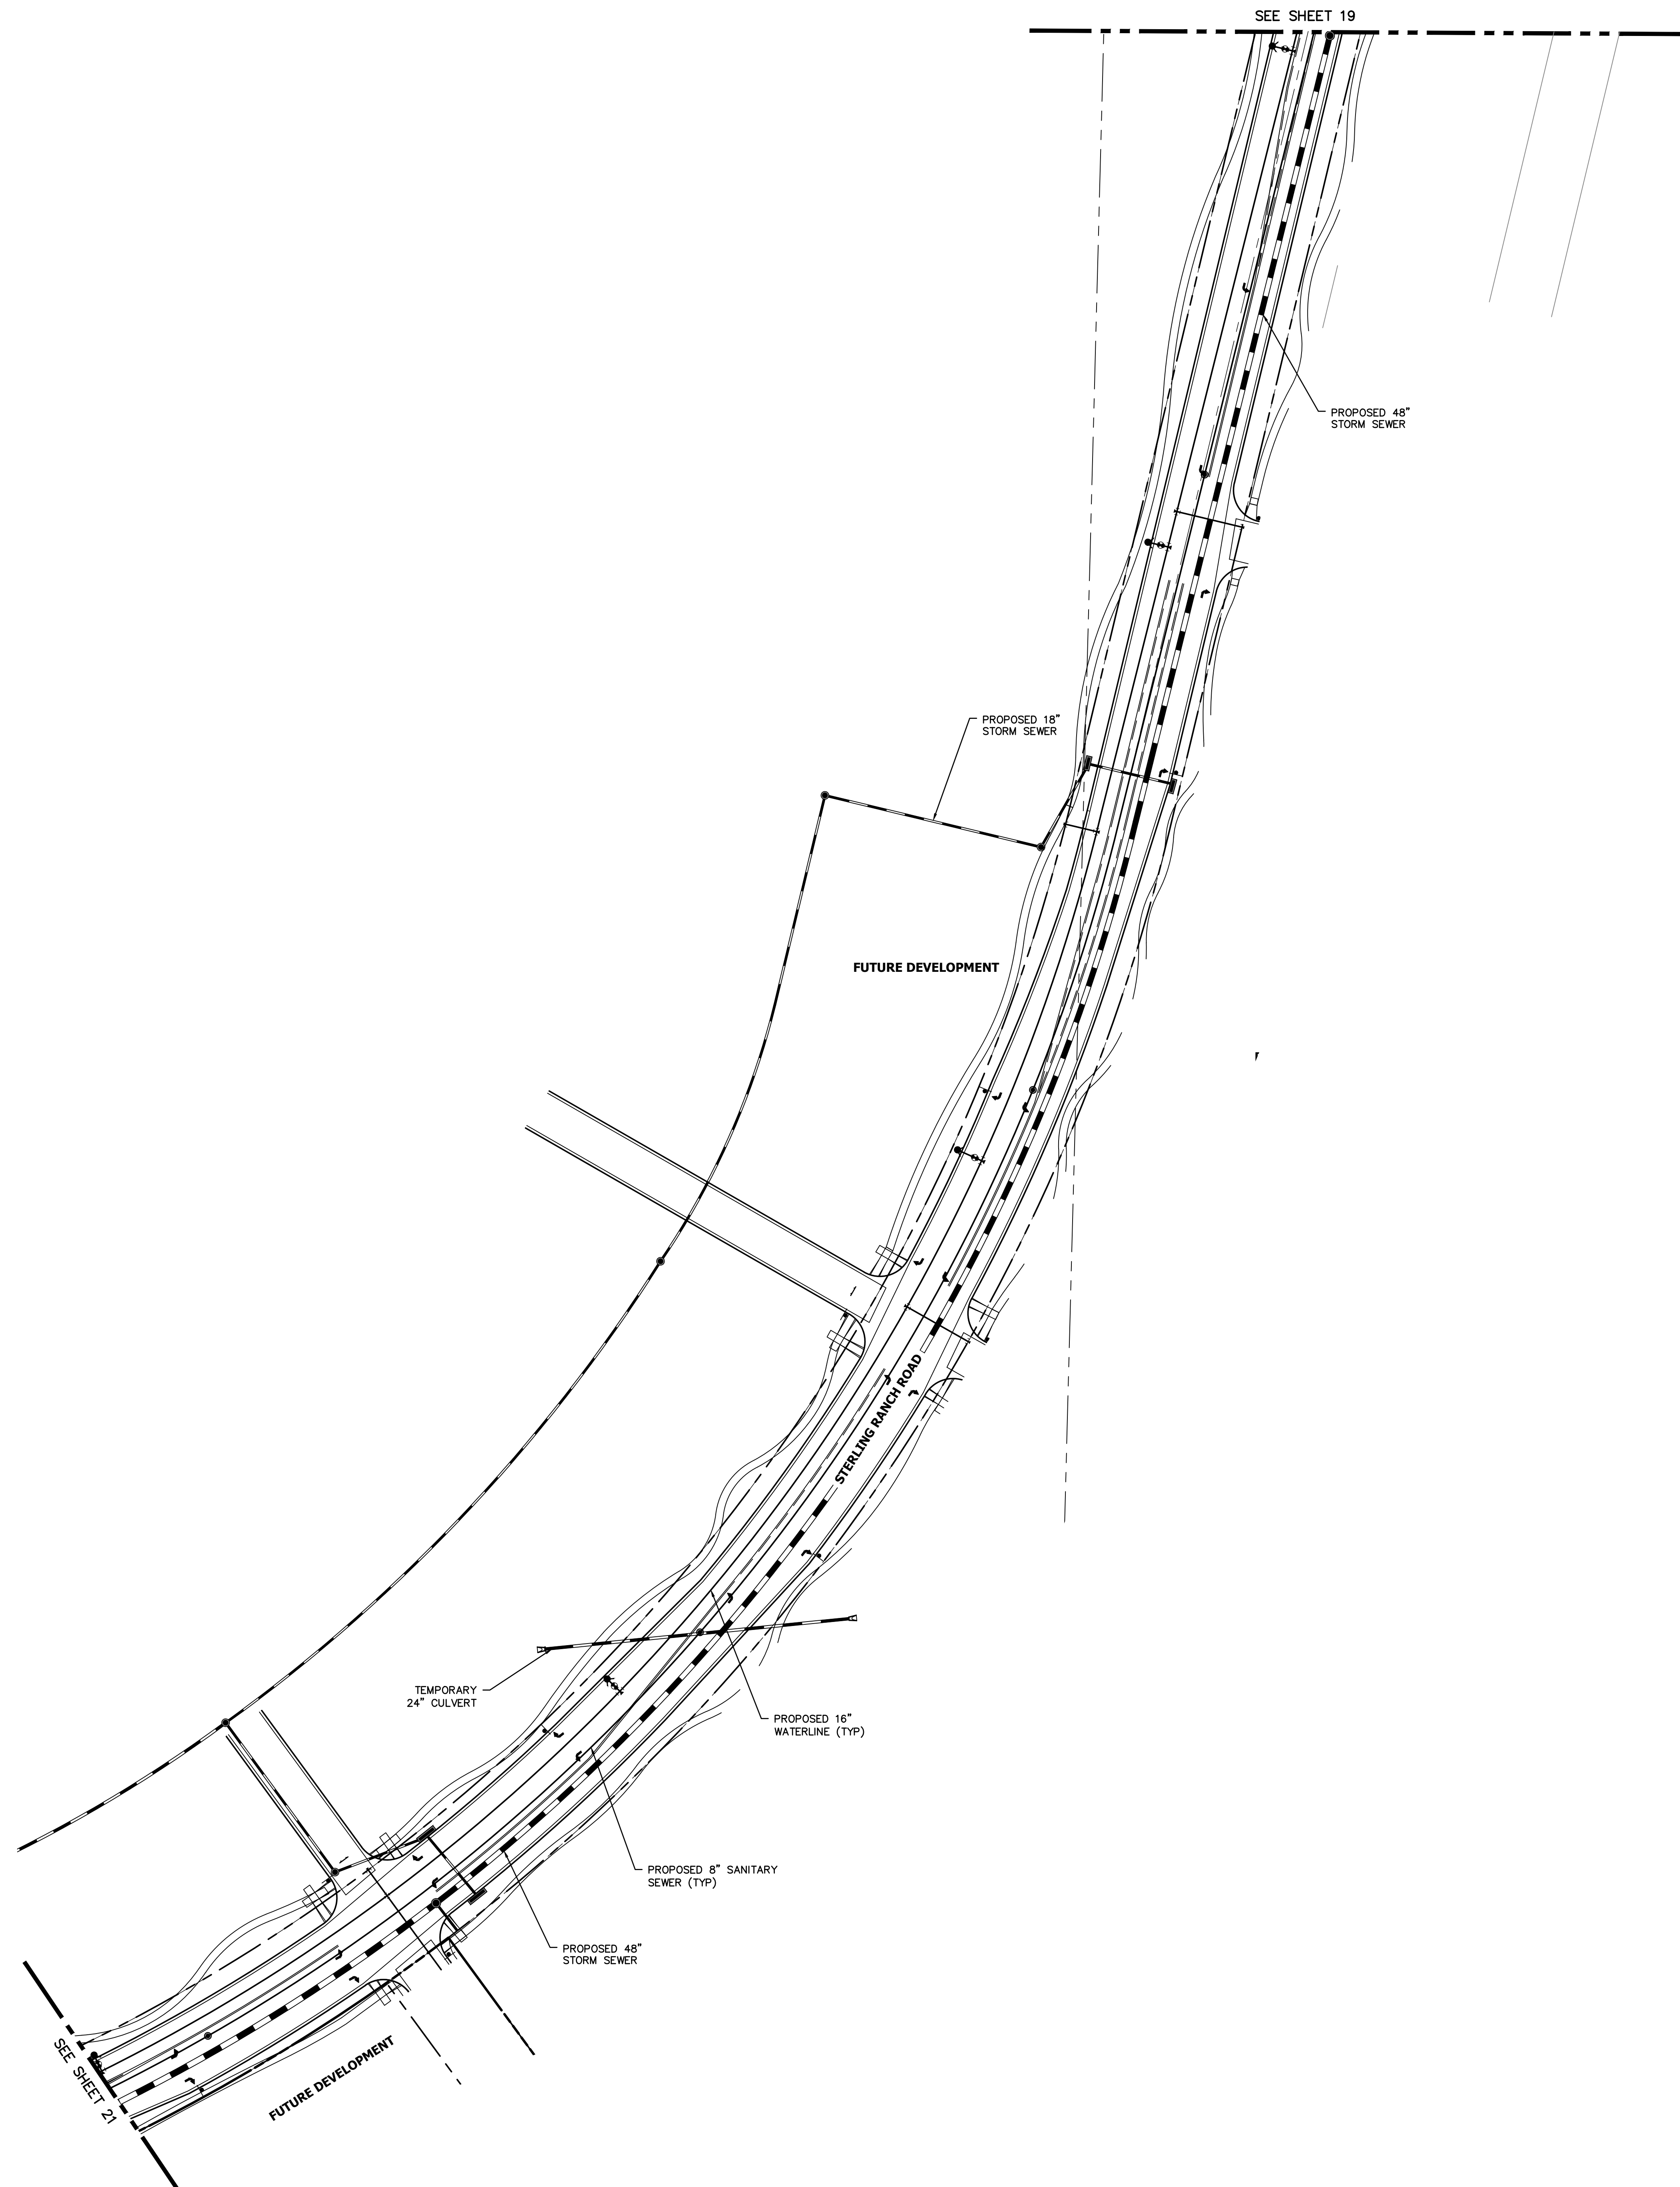 SEE SHEET 19
PROPOSED 48"
STORM SEWER
PROPOSED 18"
STORM SEWER
FUTURE DEVELOPMENT
STERLING RANCH ROAD
TEMPORARY
24" CULVERT
PROPOSED 16"
WATERLINE (TYP)
PROPOSED 8" SANITARY
SEWER (TYP)
PROPOSED 48"
STORM SEWER
SEE SHEET 21
FUTURE DEVELOPMENT